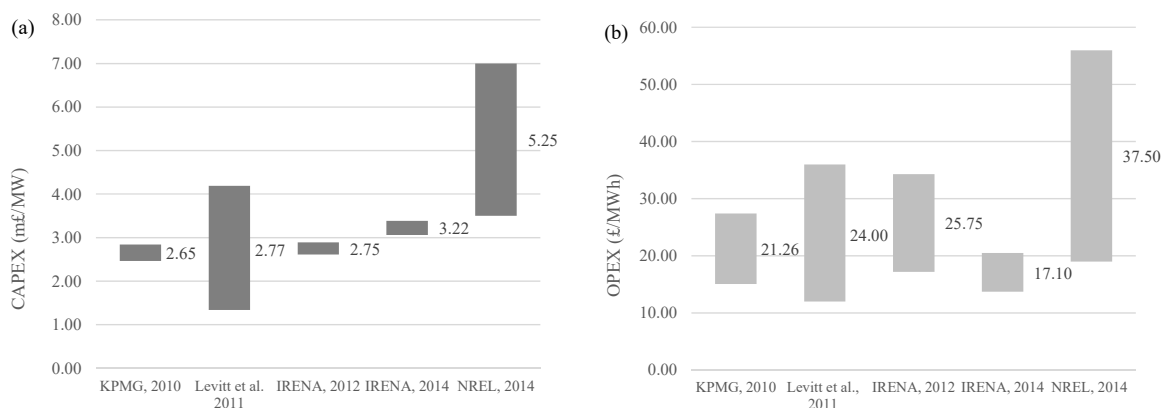 (a)
CAPEX (m£/MW)
8.00
7.00
6.00
5.00
4.00
3.00
2.00
1.00
0.00
2.65
2.77
2.75
3.22
5.25
KPMG, 2010
Levitt et al.
2011
IRENA, 2012
IRENA, 2014
NREL, 2014
(b)
OPEX (£/MWh)
60.00
50.00
40.00
30.00
20.00
10.00
0.00
21.26
24.00
25.75
17.10
37.50
KPMG, 2010
Levitt et al.,
2011
IRENA, 2012
IRENA, 2014
NREL, 2014